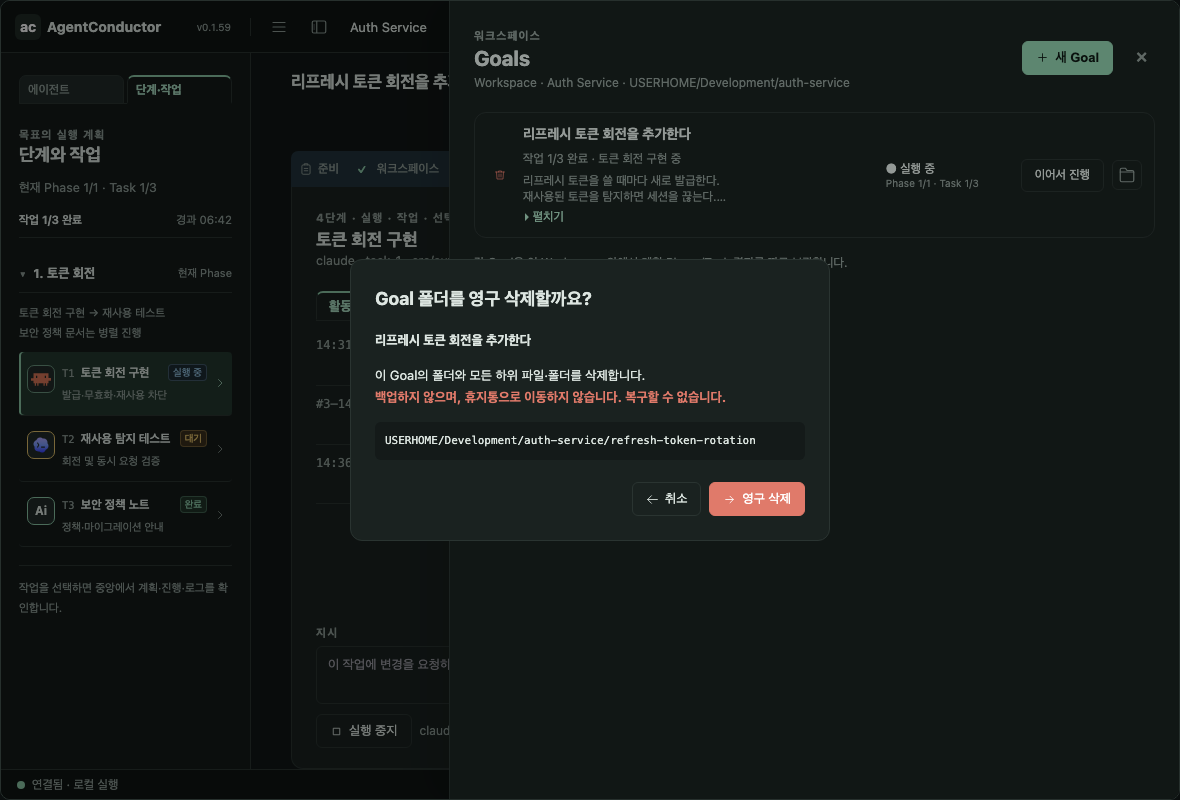 ac AgentConductor v0.1.59 Auth Service
에이전트 단계·작업
목표의 실행 계획
단계와 작업
현재 Phase 1/1 · Task 1/3
작업 1/3 완료 경과 06:42
1. 토큰 회전 현재 Phase
토큰 회전 구현 → 재사용 테스트
보안 정책 문서는 병렬 진행
T1 토큰 회전 구현 실행 중
발급·무효화·재사용 차단
T2 재사용 탐지 테스트 대기
회전 및 동시 요청 검증
Ai T3 보안 정책 노트 완료
정책·마이그레이션 안내
작업을 선택하면 중앙에서 계획·진행·로그를 확
인합니다.
연결됨 · 로컬 실행
리프레시 토큰 회전을 추
준비 워크스페이스
4단계 · 실행 · 작업 · 선택
토큰 회전 구현
claude
활동
14:31
#3—14
14:36
지시
이 작업에 변경을 요청하
실행 중지 claud
워크스페이스
Goals
Workspace · Auth Service · USERHOME/Development/auth-service
+ 새 Goal
리프레시 토큰 회전을 추가한다
작업 1/3 완료 · 토큰 회전 구현 중
리프레시 토큰을 쓸 때마다 새로 발급한다.
재사용된 토큰을 탐지하면 세션을 끊는다....
펼치기
실행 중
Phase 1/1 · Task 1/3
이어서 진행
니다.
Goal 폴더를 영구 삭제할까요?
리프레시 토큰 회전을 추가한다
이 Goal의 폴더와 모든 하위 파일·폴더를 삭제합니다.
백업하지 않으며, 휴지통으로 이동하지 않습니다. 복구할 수 없습니다.
USERHOME/Development/auth-service/refresh-token-rotation
← 취소 → 영구 삭제